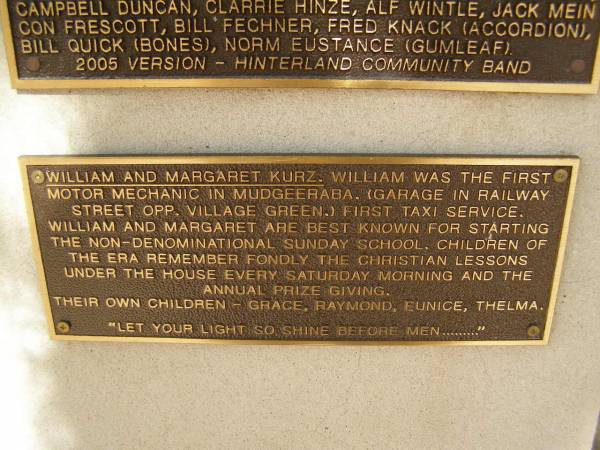 CAMPBELL DUNCAN, CLARRIE HINZE, ALF WINTLE, JACK MEIN
CON FRESCOTT, BILL FECHNER, FRED KNACK (ACCORDION),
BILL QUICK (BONES), NORM EUSTANCE (GUMLEAF).
2005 VERSION - HINTERLAND COMMUNITY BAND
WILLIAM AND MARGARET KURZ. WILLIAM WAS THE FIRST
MOTOR MECHANIC IN MUDGEERABA. (GARAGE IN RAILWAY
STREET OPP. VILLAGE GREEN.) FIRST TAXI SERVICE.
WILLIAM AND MARGARET ARE BEST KNOWN FOR STARTING
THE NON-DENOMINATIONAL SUNDAY SCHOOL. CHILDREN OF
THE ERA REMEMBER FONDLY THE CHRISTIAN LESSONS
UNDER THE HOUSE EVERY SATURDAY MORNING AND THE
ANNUAL PRIZE GIVING.
THEIR OWN CHILDREN - GRACE, RAYMOND, EUNICE, THELMA.
"LET YOUR LIGHT SO SHINE BEFORE MEN........."